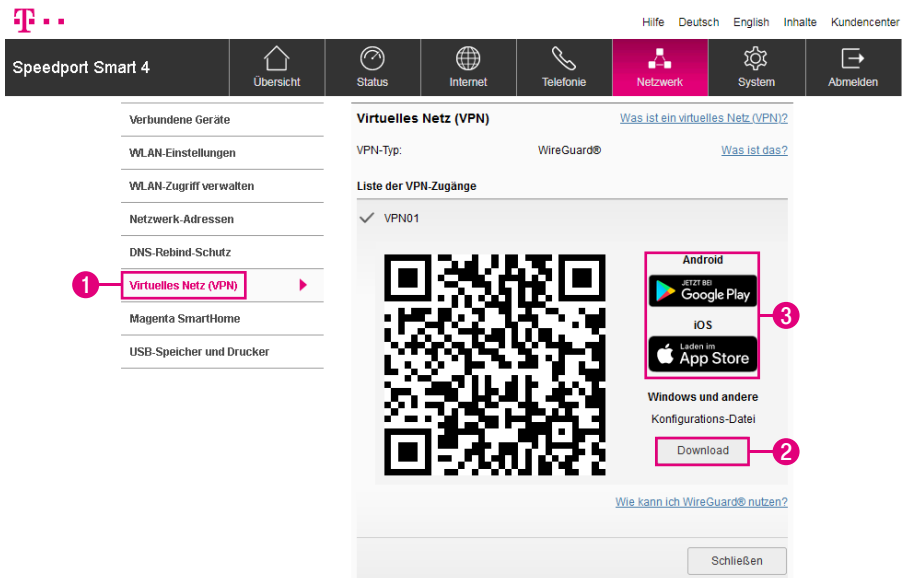 T
Hilfe Deutsch English Inhalte Kundencenter
Speedport Smart 4
Übersicht
Status
Internet
Telefonie
Netzwerk
System
Abmelden
Verbundene Geräte
WLAN-Einstellungen
WLAN-Zugriff verwalten
Netzwerk-Adressen
DNS-Rebind-Schutz
1
Virtuelles Netz (VPN)
Magenta SmartHome
USB-Speicher und Drucker
Virtuelles Netz (VPN)
Was ist ein virtuelles Netz (VPN)?
VPN-Typ:
WireGuard®
Was ist das?
Liste der VPN-Zugänge
VPN01
Android
JETZT BEI
Google Play
3
iOS
Laden im
App Store
Windows und andere
Konfigurations-Datei
Download
2
Wie kann ich WireGuard® nutzen?
Schließen